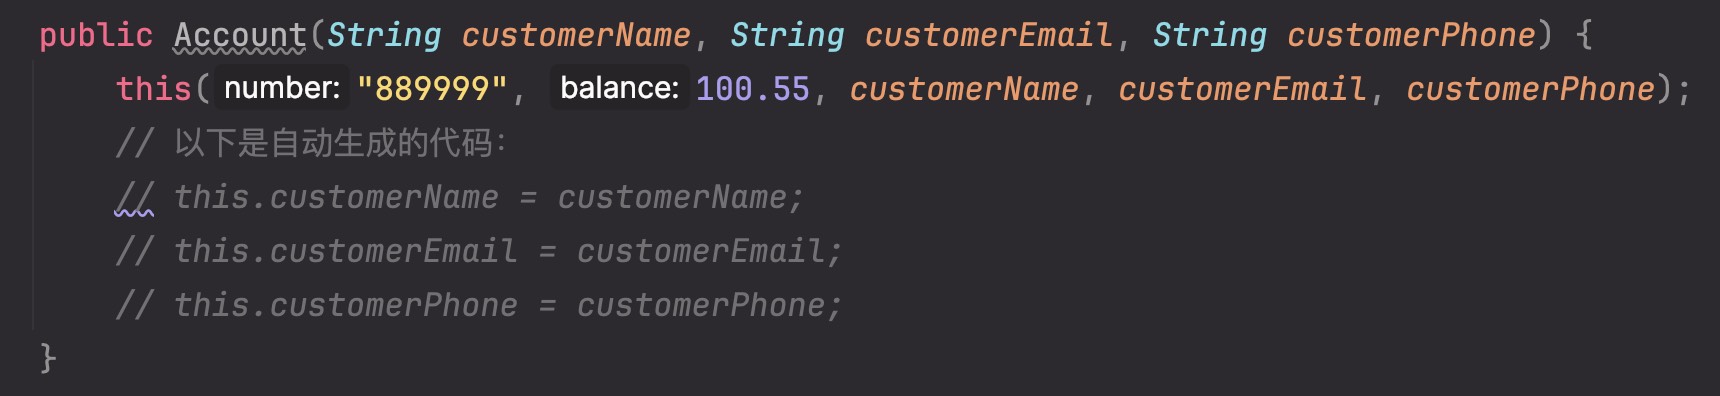 public Account(String customerName, String customerEmail, String customerPhone) {
this( number: "889999", balance: 100.55, customerName, customerEmail, customerPhone);
// 以下是自动生成的代码：
// this.customerName = customerName;
// this.customerEmail = customerEmail;
// this.customerPhone = customerPhone;
}